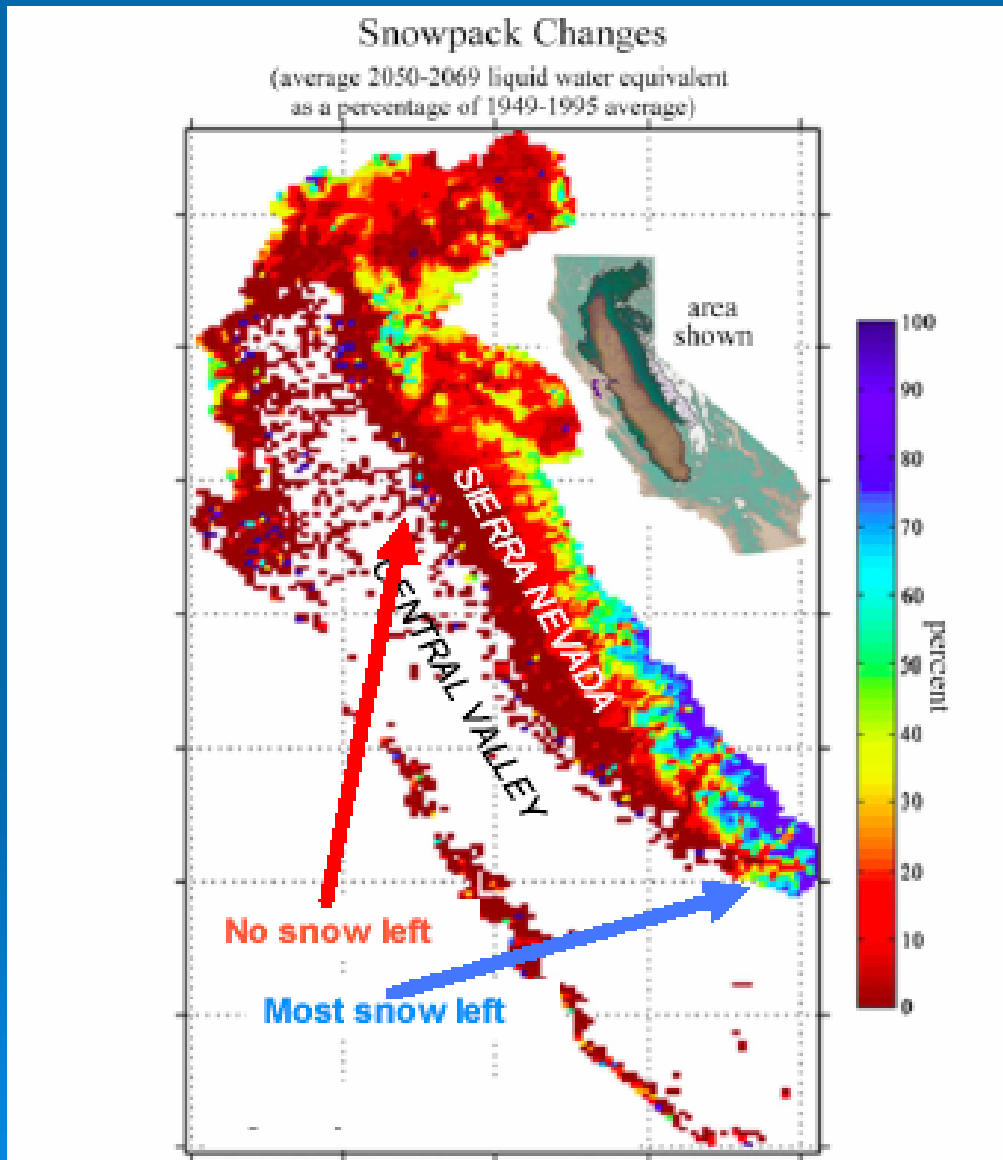 Snowpack Changes
(average 2050-2069 liquid water equivalent
as a percentage of 1949-1995 average)
area
shown
100
90
80
70
60
50
40
30
20
10
0
percent
SIERRA NEVADA
CENTRAL VALLEY
No snow left
Most snow left